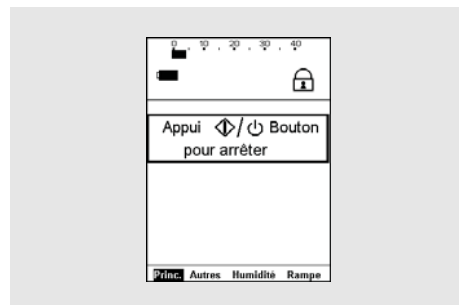 0 . 10 . 20 . 30 . 40
Appui / Bouton
pour arrêter
Princ. Autres Humidité Rampe